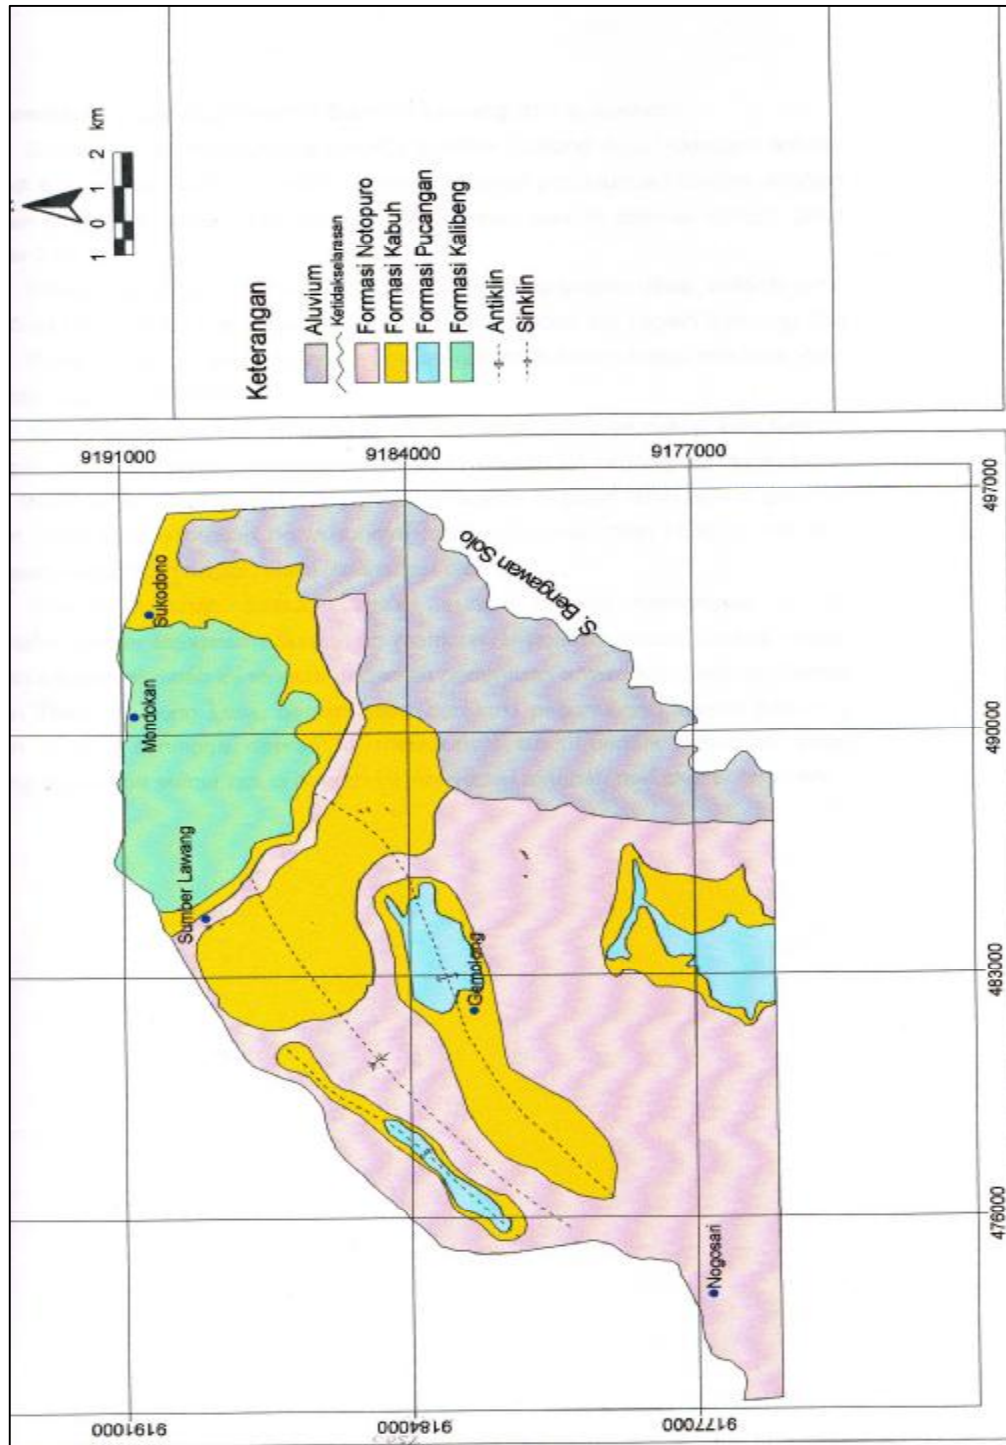 1 0 1 2 km
Keterangan
Aluvium
Ketidakselarasan
Formasi Notopuro
Formasi Kabuh
Formasi Pucangan
Formasi Kalibeng
Antiklin
Sinklin
9191000
9184000
9177000
497000
490000
483000
476000
Sukodono
Mondokan
Sumber Lawang
Gemolong
Nogosari
S. Bengawan Solo
9191000
9184000
9177000